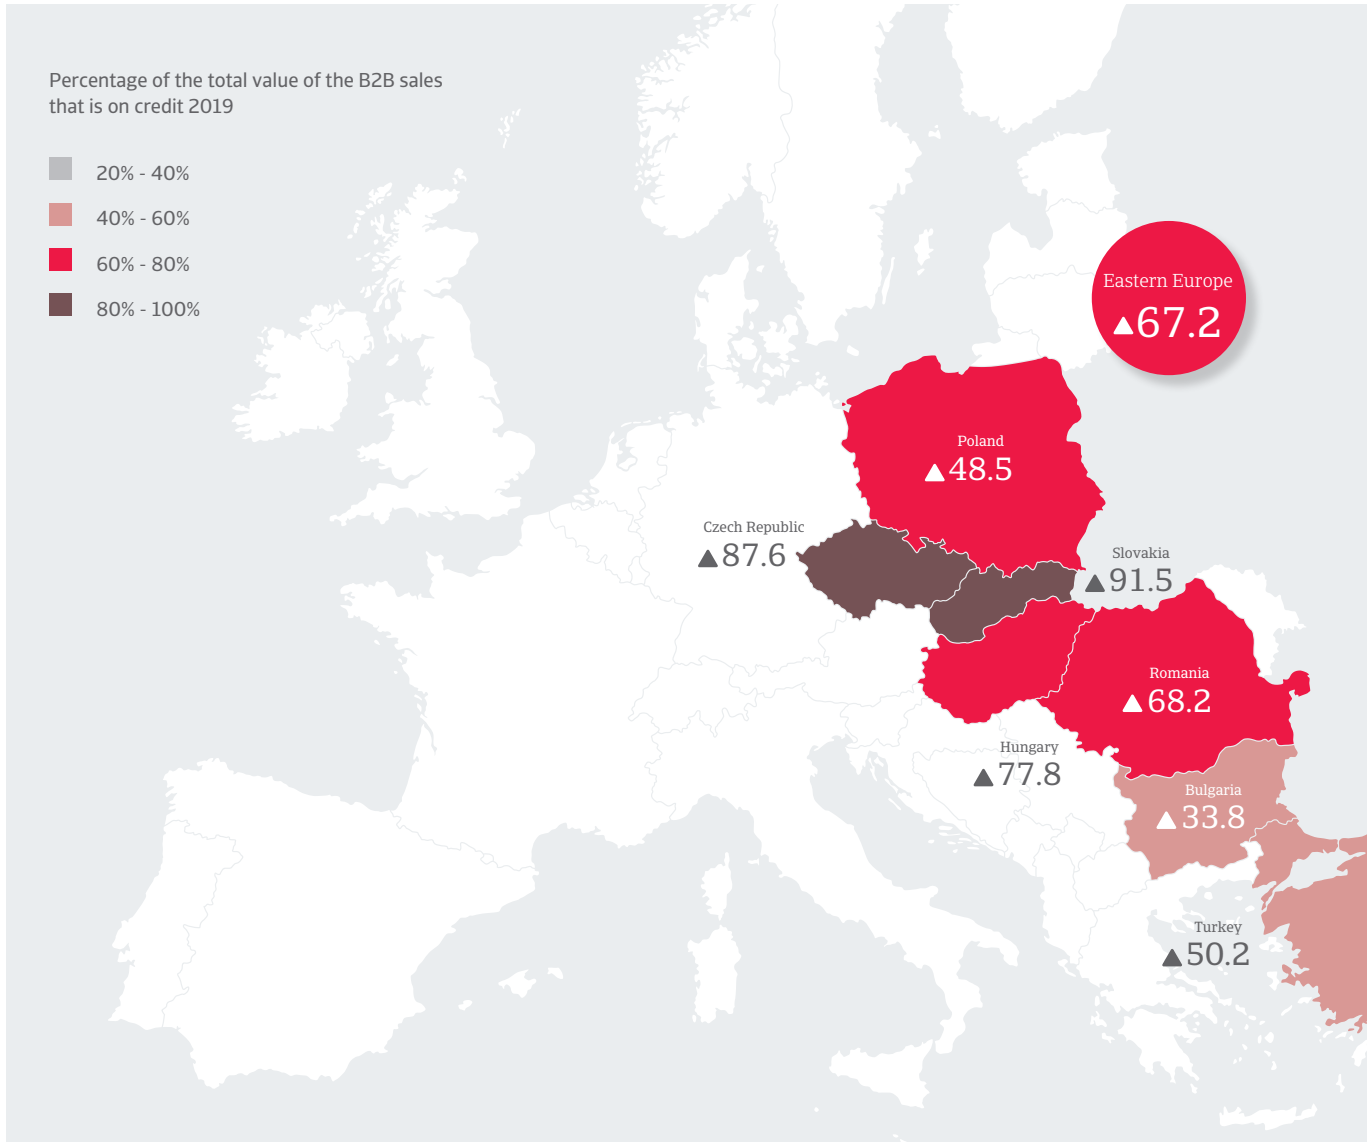 Percentage of the total value of the B2B sales
that is on credit 2019
20% - 40%
40% - 60%
60% - 80%
80% - 100%
Eastern Europe
▲67.2
Poland
▲48.5
Czech Republic
▲87.6
Slovakia
▲91.5
Romania
▲68.2
Hungary
▲77.8
Bulgaria
▲33.8
Turkey
▲50.2